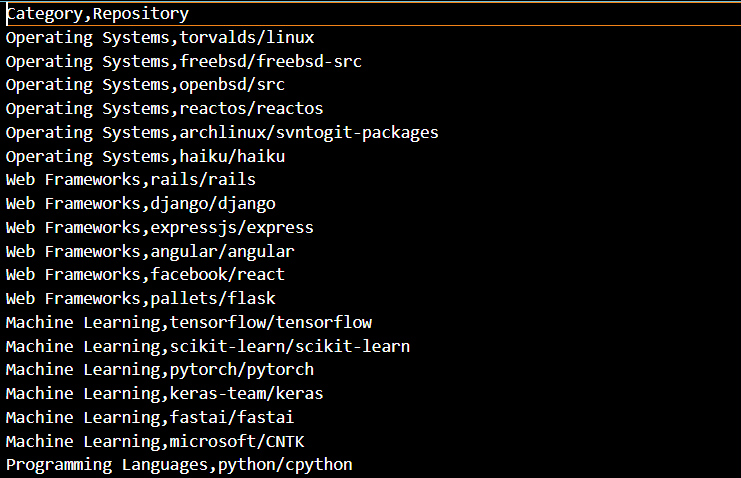 Category,Repository
Operating Systems,torvalds/linux
Operating Systems,freebsd/freebsd-src
Operating Systems,openbsd/src
Operating Systems,reactos/reactos
Operating Systems,archlinux/svntogit-packages
Operating Systems,haiku/haiku
Web Frameworks,rails/rails
Web Frameworks,django/django
Web Frameworks,expressjs/express
Web Frameworks,angular/angular
Web Frameworks,facebook/react
Web Frameworks,pallets/flask
Machine Learning,tensorflow/tensorflow
Machine Learning,scikit-learn/scikit-learn
Machine Learning,pytorch/pytorch
Machine Learning,keras-team/keras
Machine Learning,fastai/fastai
Machine Learning,microsoft/CNTK
Programming Languages,python/cpython